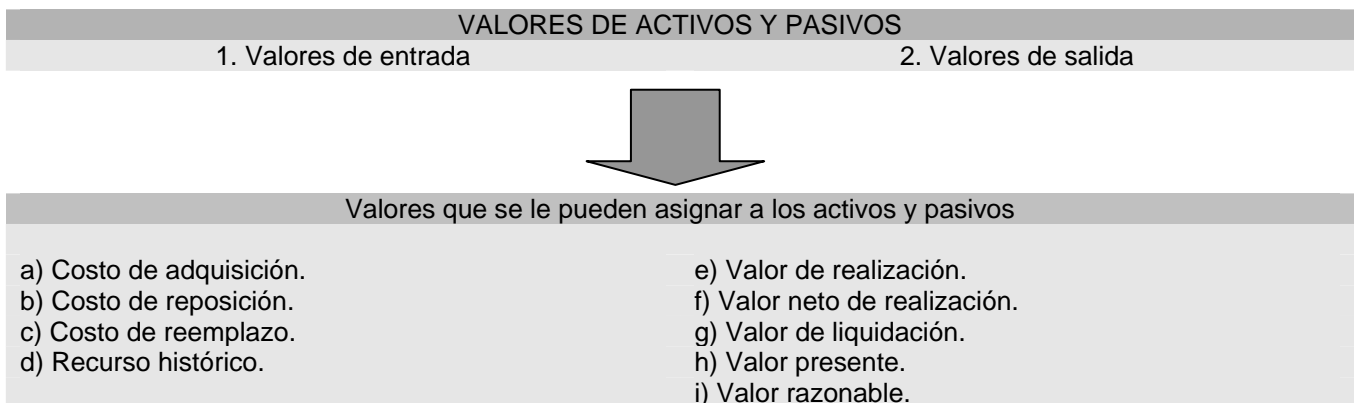 VALORES DE ACTIVOS Y PASIVOS
1. Valores de entrada
2. Valores de salida
Valores que se le pueden asignar a los activos y pasivos
a) Costo de adquisición.
b) Costo de reposición.
c) Costo de reemplazo.
d) Recurso histórico.
e) Valor de realización.
f) Valor neto de realización.
g) Valor de liquidación.
h) Valor presente.
i) Valor razonable.